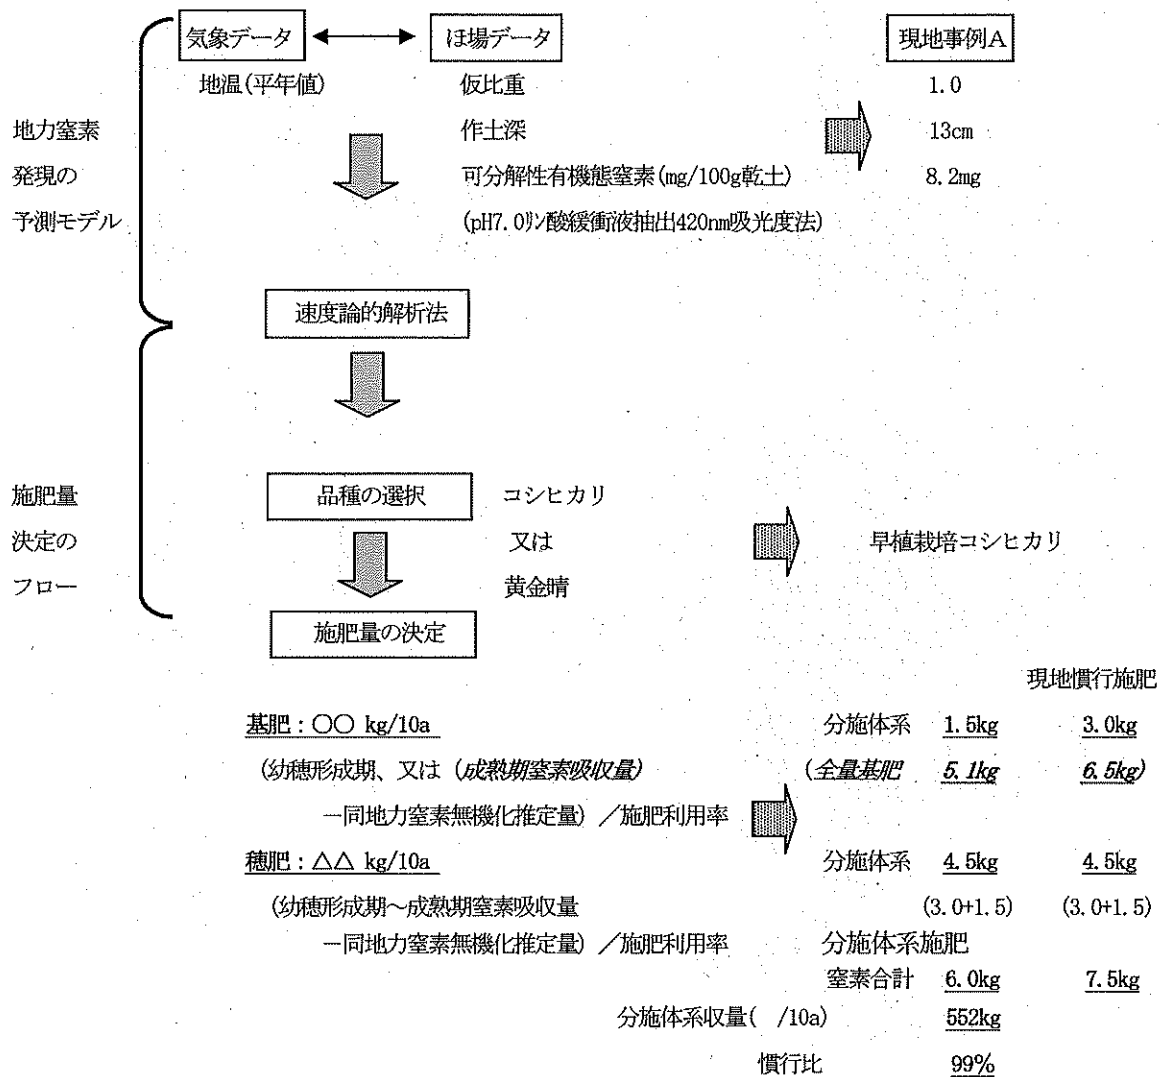 気象データ ほ場データ 現地事例A
地温(平年値) 仮比重 1.0
地力窒素 作土深 13cm
発現の 可分解性有機態窒素(mg/100g乾土) 8.2mg
予測モデル (pH7.0リン酸緩衝液抽出420nm吸光度法)
速度論的解析法
施肥量 品種の選択 コシヒカリ
決定の 又は 早植栽培コシヒカリ
フロー 黄金晴
施肥量の決定
現地慣行施肥
基肥:〇〇 kg/10a 分施体系 1.5kg 3.0kg
(幼穂形成期、又は(成熟期窒素吸収量) (全量基肥 5.1kg 6.5kg)
−同地力窒素無機化推定量)/施肥利用率
穂肥:△△ kg/10a 分施体系 4.5kg 4.5kg
(幼穂形成期~成熟期窒素吸収量 (3.0+1.5) (3.0+1.5)
−同地力窒素無機化推定量)/施肥利用率 分施体系施肥
窒素合計 6.0kg 7.5kg
分施体系収量( /10a) 552kg
慣行比 99%